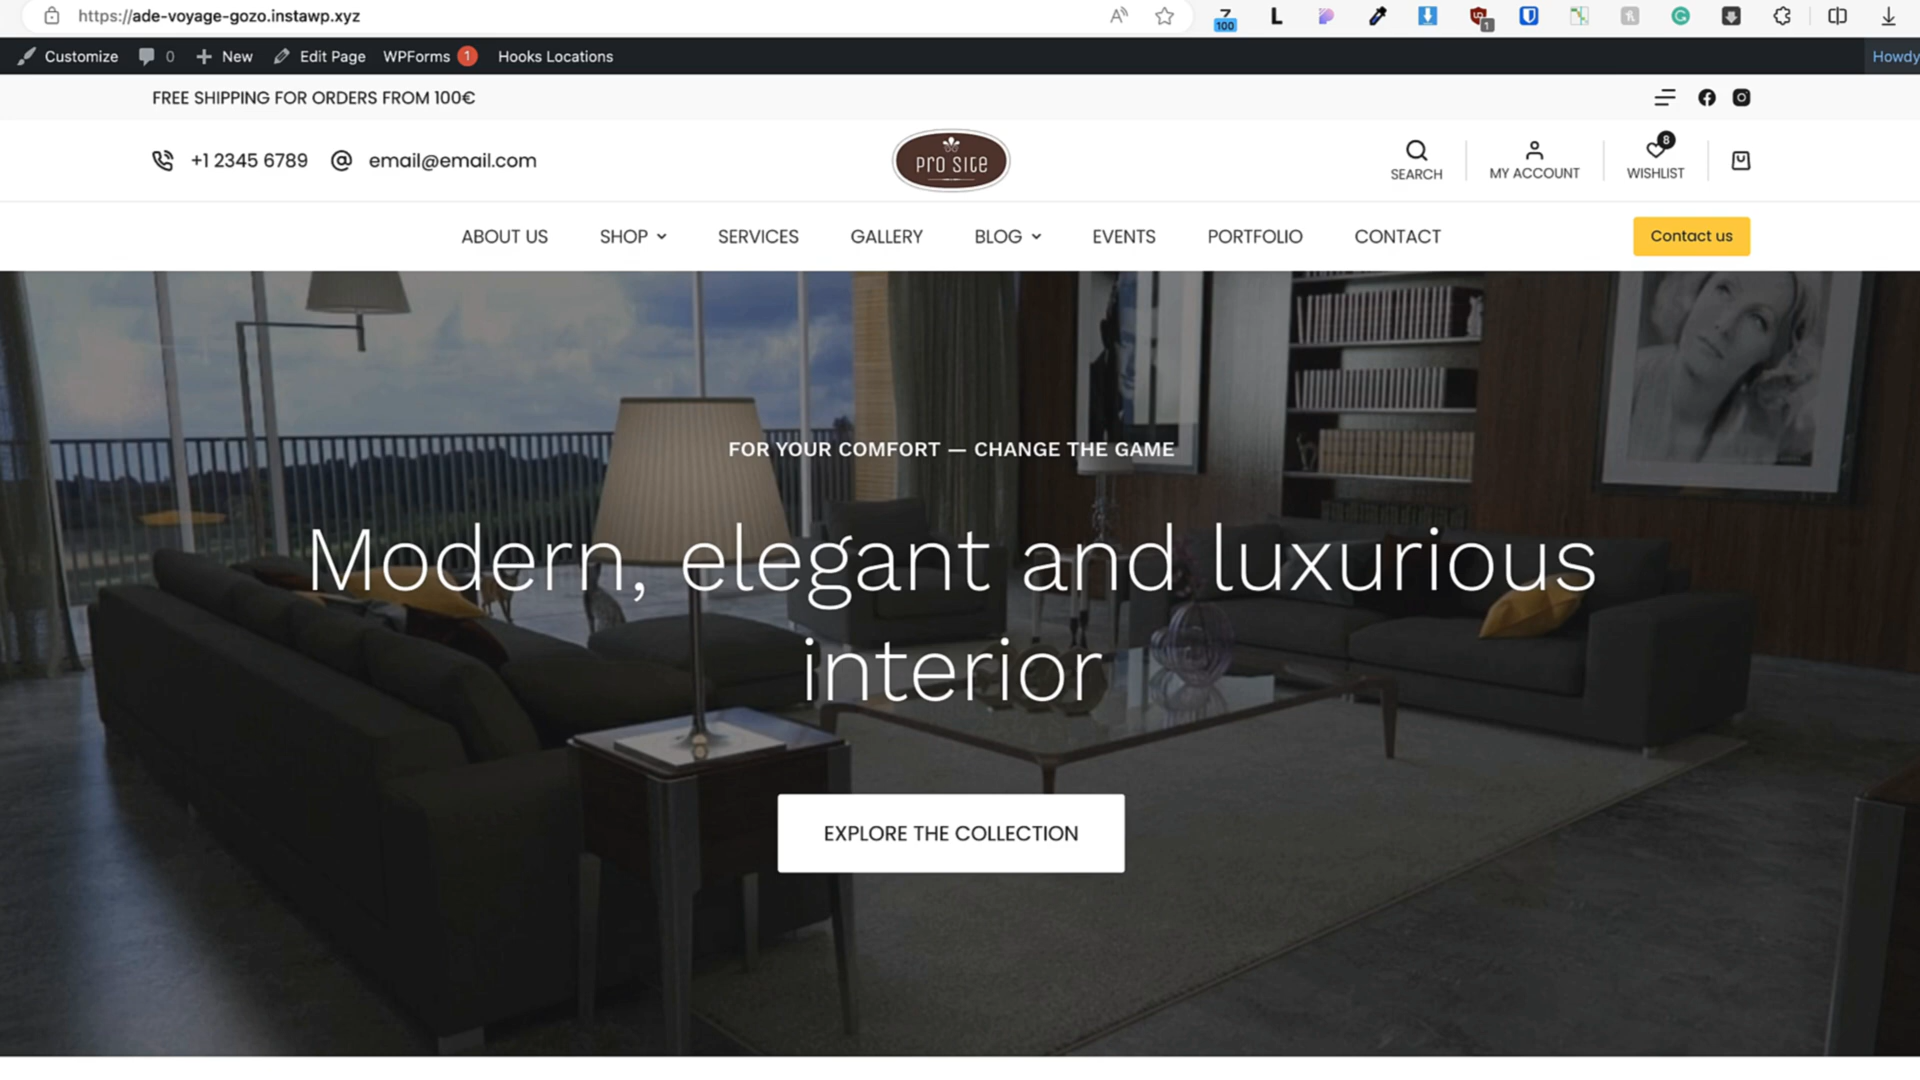 https://ade-voyage-gozo.instawp.xyz
100
L
1
Customize 0 New Edit Page WPForms 1 Hooks Locations Howdy
FREE SHIPPING FOR ORDERS FROM 100€
+1 2345 6789 email@email.com
PRO SITE
SEARCH MY ACCOUNT WISHLIST
8
ABOUT US SHOP SERVICES GALLERY BLOG EVENTS PORTFOLIO CONTACT Contact us
FOR YOUR COMFORT — CHANGE THE GAME
Modern, elegant and luxurious
interior
EXPLORE THE COLLECTION